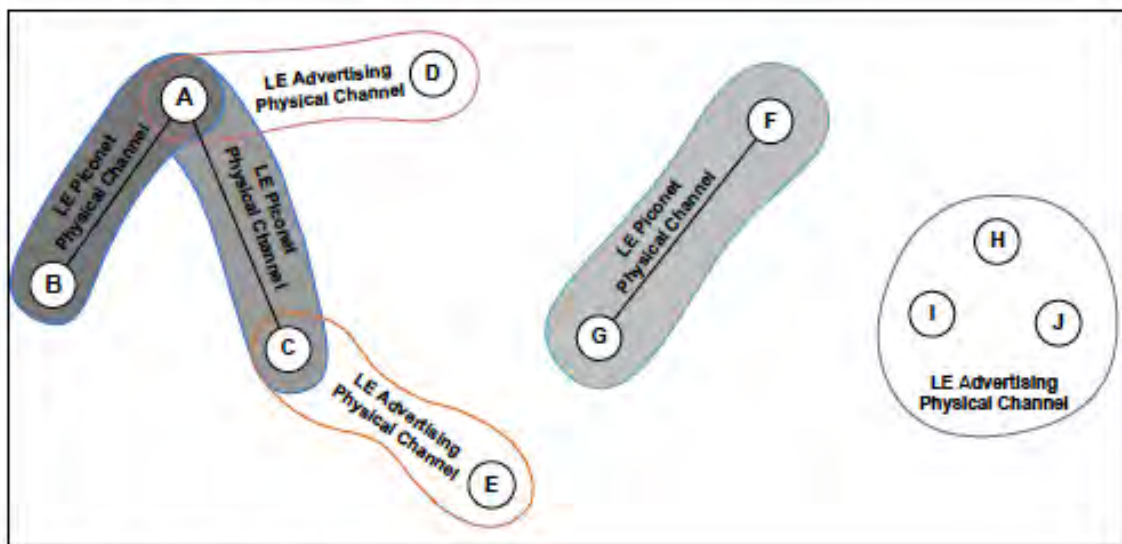 A
LE Advertising
Physical Channel
D
LE Piconet
Physical Channel
LE Piconet
Physical Channel
B
C
LE Advertising
Physical Channel
E
F
LE Piconet
Physical Channel
G
H
I
J
LE Advertising
Physical Channel